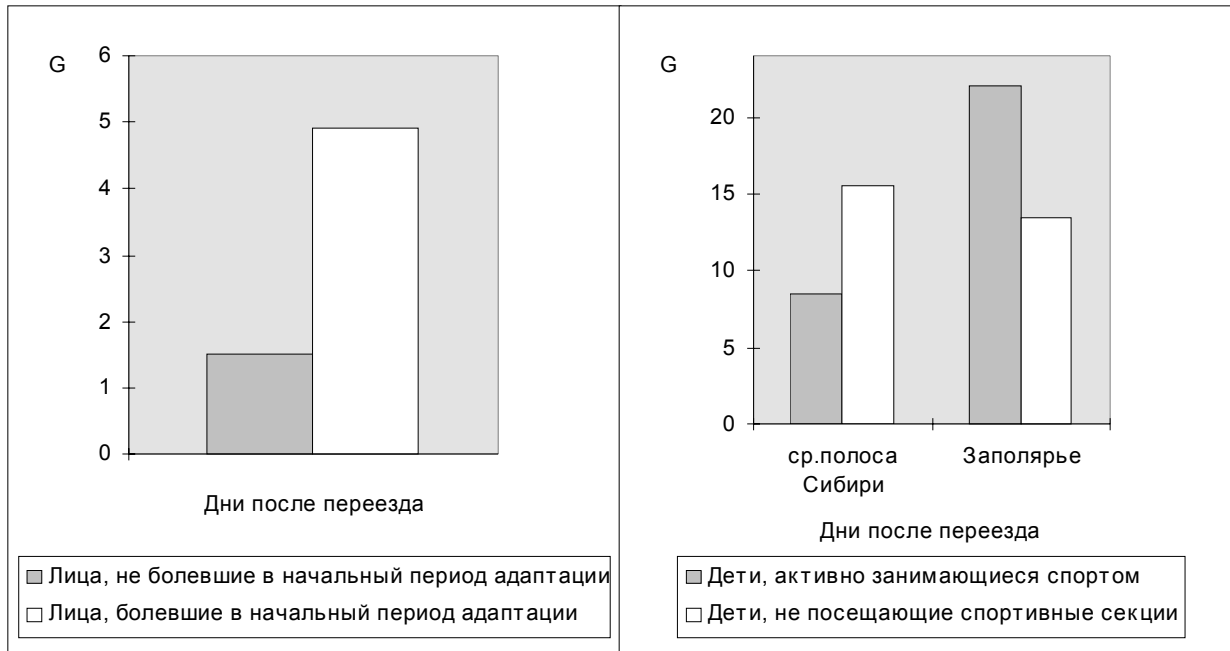 G
6
5
4
3
2
1
0
Дни после переезда
Лица, не болевшие в начальный период адаптации
Лица, болевшие в начальный период адаптации
G
20
15
10
5
0
ср.полоса
Сибири
Заполярье
Дни после переезда
Дети, активно занимающиеся спортом
Дети, не посещающие спортивные секции